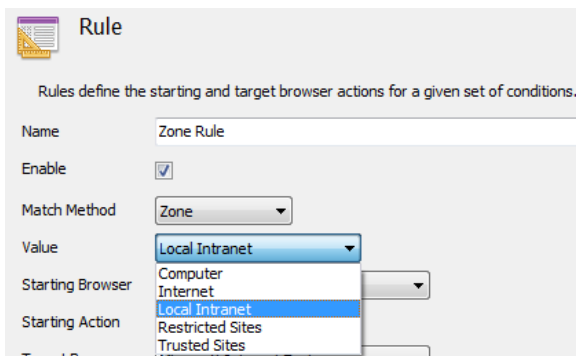 Rule
Rules define the starting and target browser actions for a given set of conditions.
Name Zone Rule
Enable
Match Method Zone
Value Local Intranet
Computer
Starting Browser
Internet
Local Intranet
Starting Action
Restricted Sites
Trusted Sites